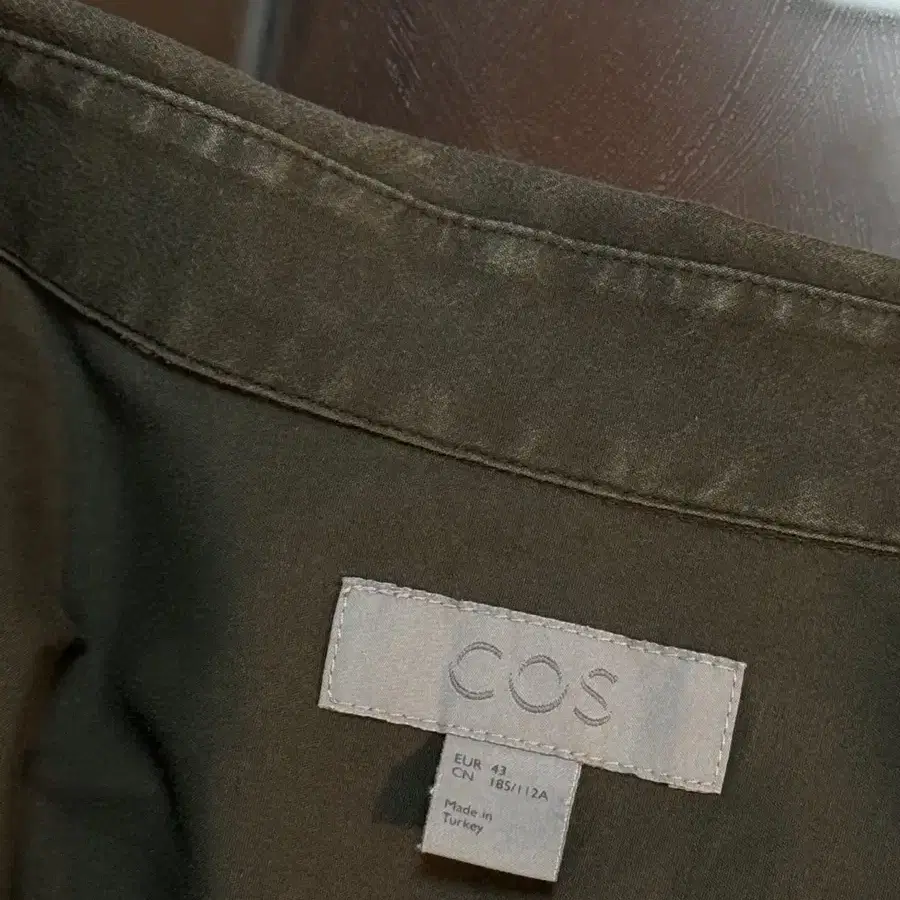 COS
EUR 43
CN 185/112A
Made in
Turkey